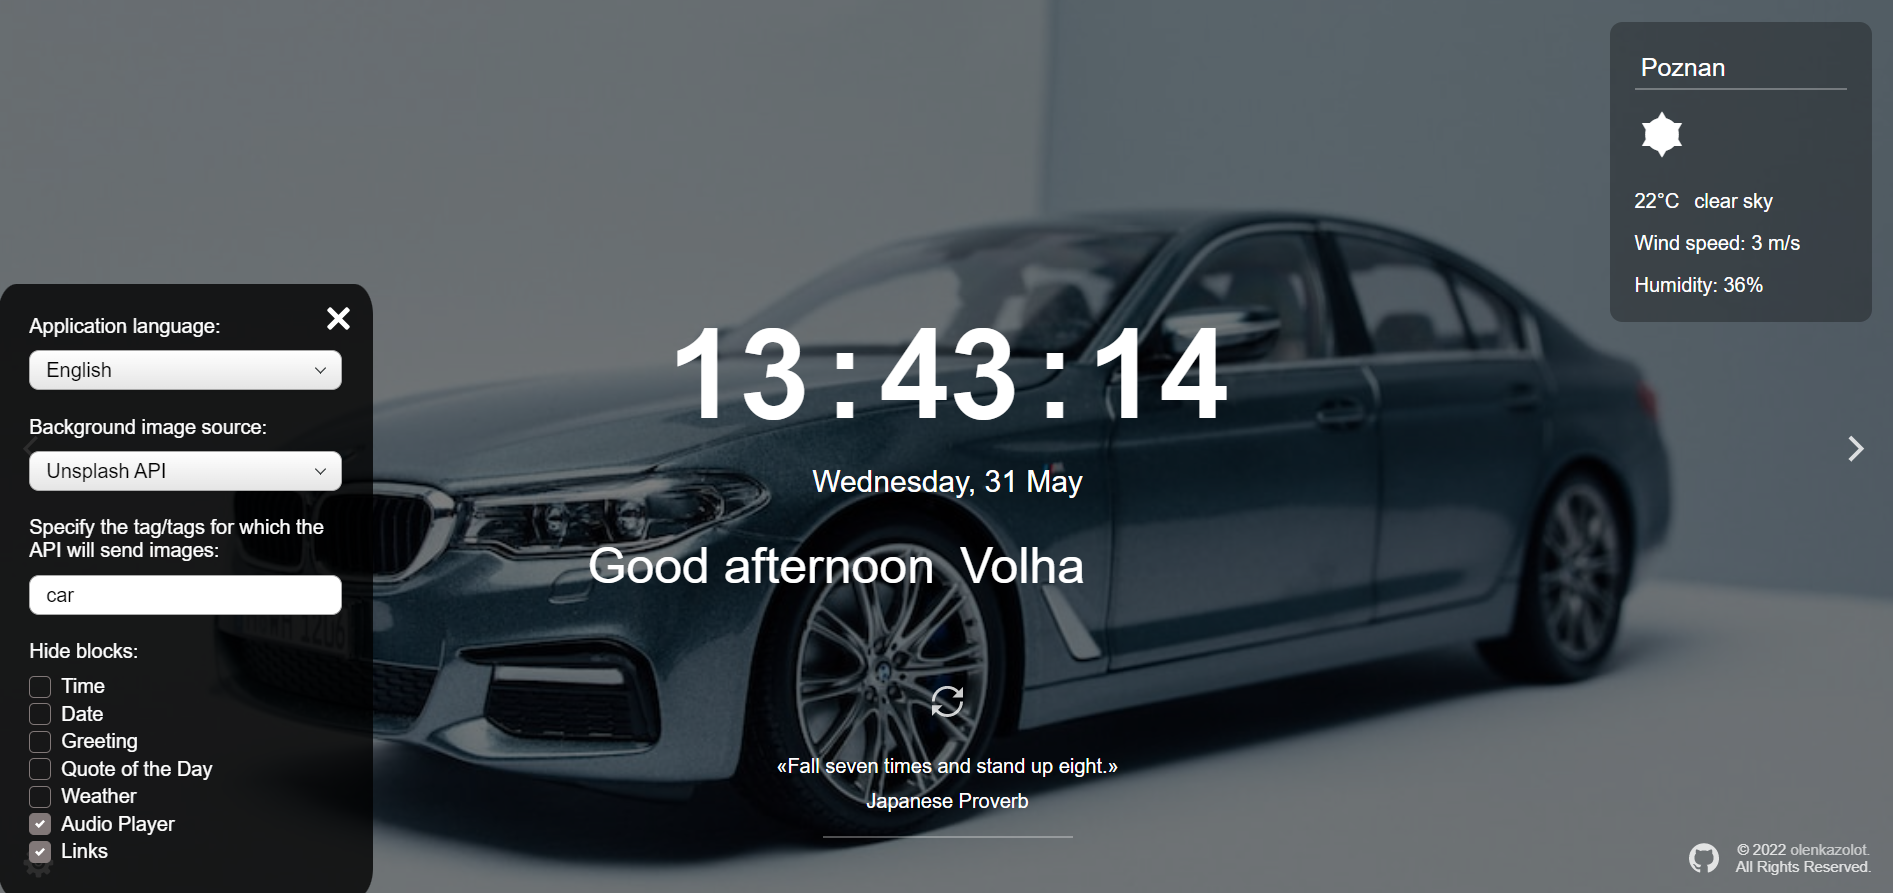 Poznan
22°C clear sky
Wind speed: 3 m/s
Humidity: 36%
Application language:
English
Background image source:
Unsplash API
Specify the tag/tags for which the
API will send images:
car
Hide blocks:
Time
Date
Greeting
Quote of the Day
Weather
Audio Player
Links
13:43:14
Wednesday, 31 May
Good afternoon Volha
«Fall seven times and stand up eight.»
Japanese Proverb
© 2022 olenkazolot.
All Rights Reserved.